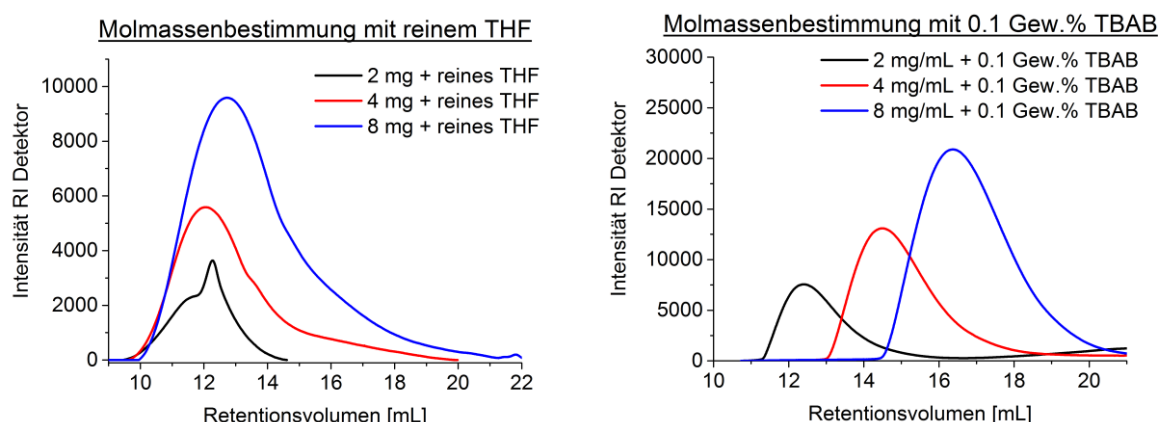 Molmassenbestimmung mit reinem THF
2 mg + reines THF
4 mg + reines THF
8 mg + reines THF
Intensität RI Detektor
10000
8000
6000
4000
2000
0
10 12 14 16 18 20 22
Retentionsvolumen [mL]
Molmassenbestimmung mit 0.1 Gew.% TBAB
2 mg/mL + 0.1 Gew.% TBAB
4 mg/mL + 0.1 Gew.% TBAB
8 mg/mL + 0.1 Gew.% TBAB
Intensität RI Detektor
30000
25000
20000
15000
10000
5000
0
10 12 14 16 18 20
Retentionsvolumen [mL]